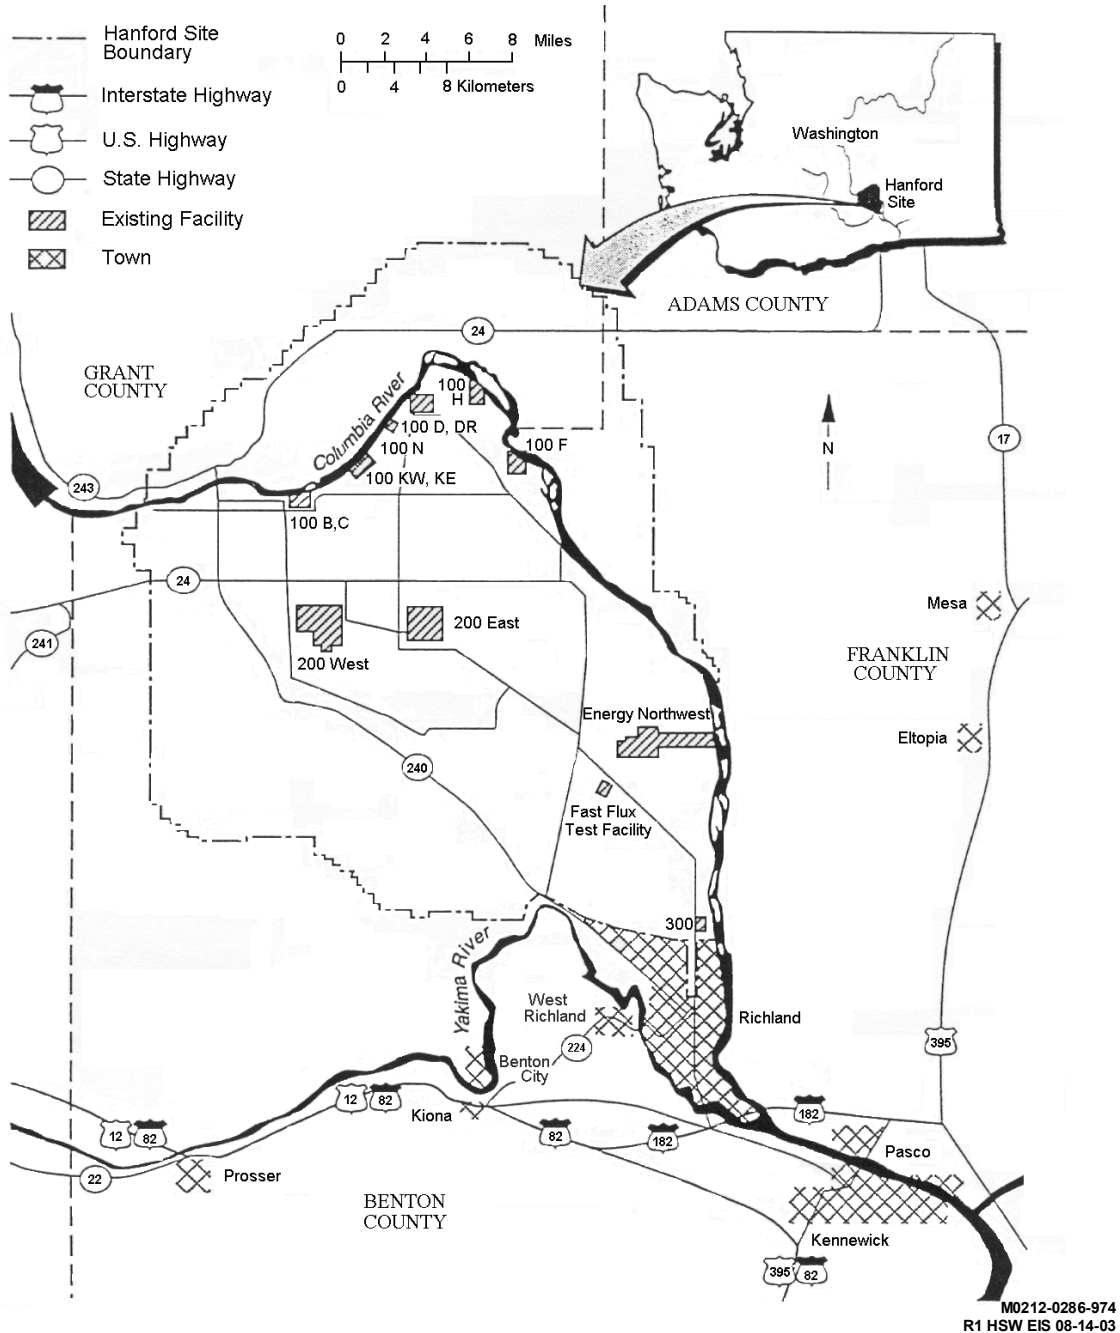 Hanford Site
Boundary
Interstate Highway
U.S. Highway
State Highway
Existing Facility
Town
0 2 4 6 8 Miles
0 4 8 Kilometers
Washington
Hanford
Site
ADAMS COUNTY
24
GRANT
COUNTY
Columbia River
100
H
100 D, DR
100 N
100 F
100 KW, KE
100 B,C
N
17
243
24
241
200 East
200 West
Mesa
FRANKLIN
COUNTY
Energy Northwest
Eltopia
240
Fast Flux
Test Facility
300
Yakima River
West
Richland
Richland
224
395
Benton
City
Kiona
12
82
182
12
82
82
182
Pasco
22
Prosser
BENTON
COUNTY
Kennewick
395
82
M0212-0286-974
R1 HSW EIS 08-14-03